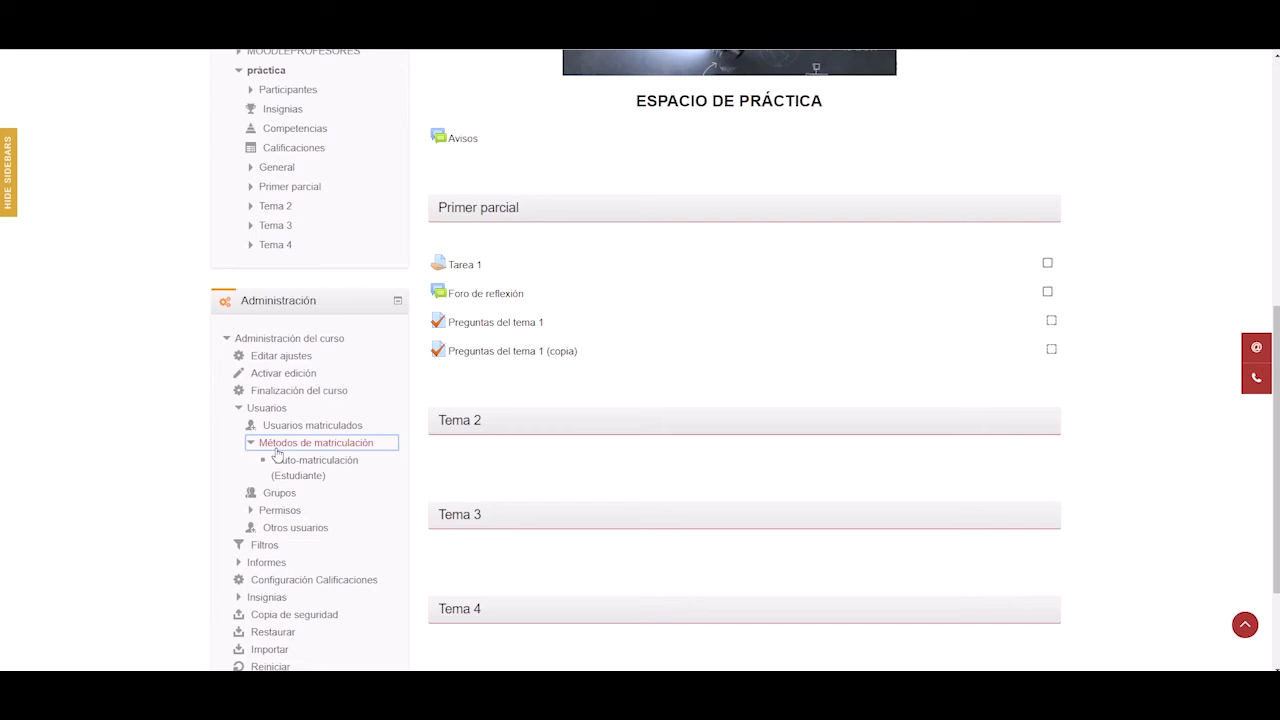 MOODLEPROFESORES
práctica
Participantes
Insignias
Competencias
Calificaciones
General
Primer parcial
Tema 2
Tema 3
Tema 4
Administración
Administración del curso
Editar ajustes
Activar edición
Finalización del curso
Usuarios
Usuarios matriculados
Métodos de matriculación
Auto-matriculación
(Estudiante)
Grupos
Permisos
Otros usuarios
Filtros
Informes
Configuración Calificaciones
Insignias
Copia de seguridad
Restaurar
Importar
Reiniciar
HIDE SIDEBARS
ESPACIO DE PRÁCTICA
Avisos
Primer parcial
Tarea 1
Foro de reflexión
Preguntas del tema 1
Preguntas del tema 1 (copia)
Tema 2
Tema 3
Tema 4
@